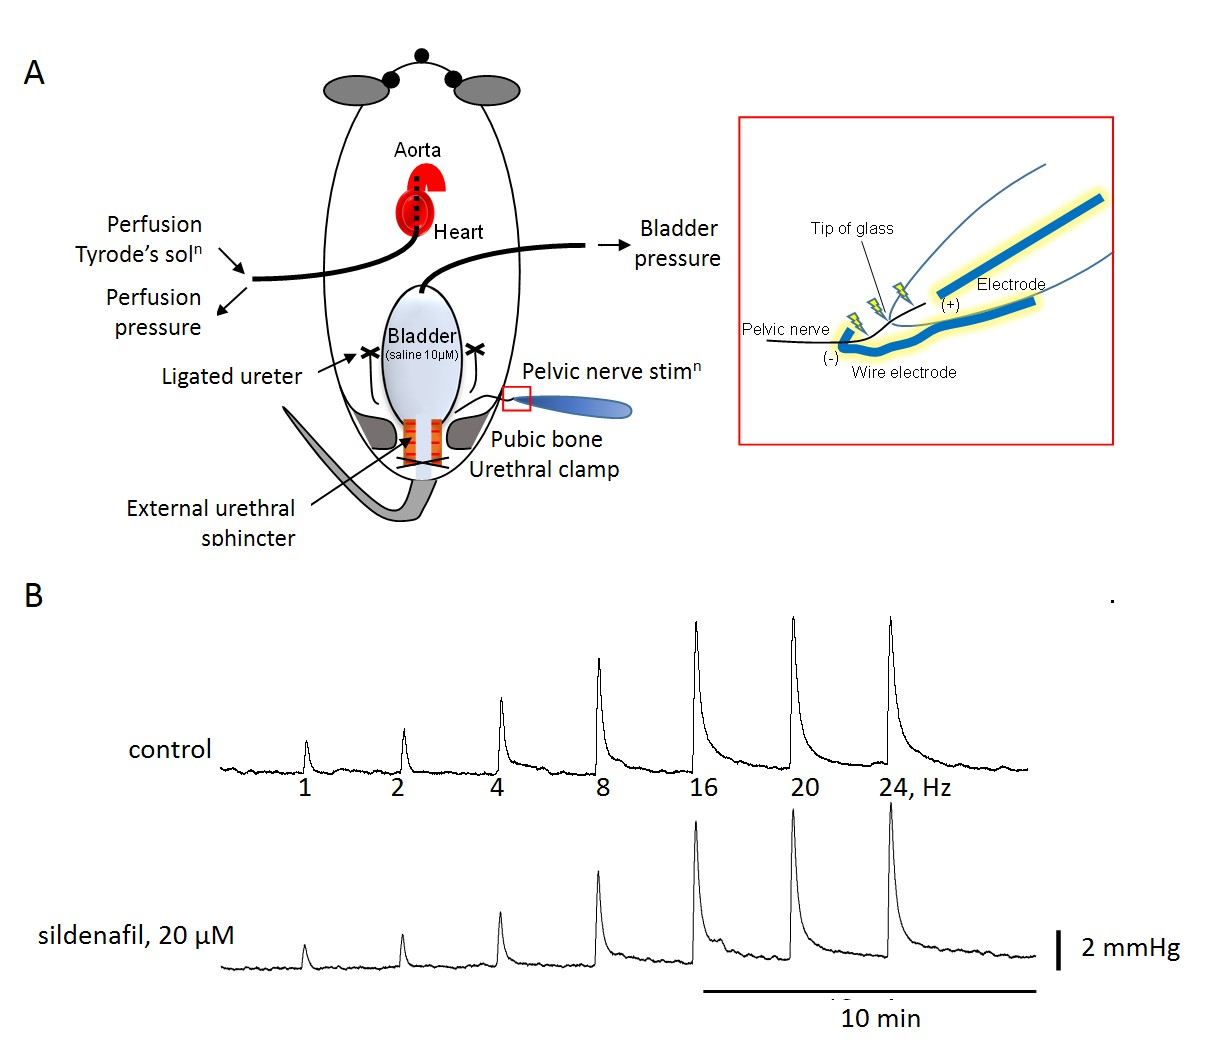 A
Aorta
Heart
Perfusion
Tyrode's solⁿ
Perfusion
pressure
Bladder
pressure
Bladder
(saline 10µM)
Ligated ureter
Pelvic nerve stimⁿ
Pubic bone
Urethral clamp
External urethral
sphincter
Tip of glass
Electrode
(+)
Pelvic nerve
(-)
Wire electrode
B
control
1 2 4 8 16 20 24, Hz
sildenafil, 20 µM
2 mmHg
10 min